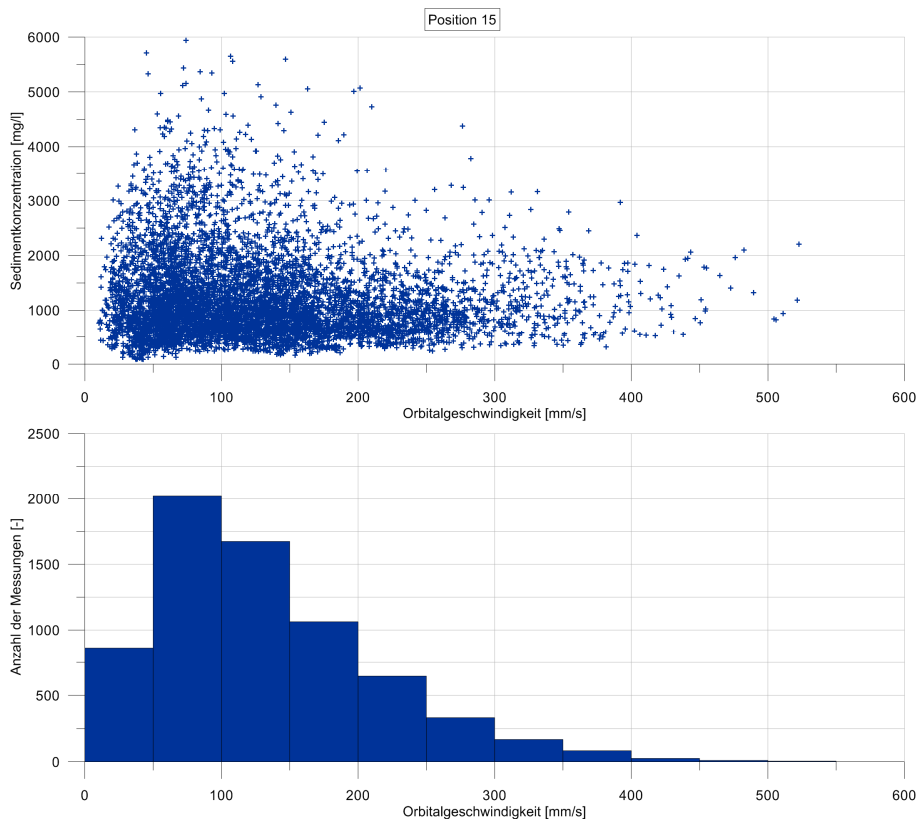 Position 15
Sedimentkonzentraion [mg/l]
6000
5000
4000
3000
2000
1000
0
0 100 200 300 400 500 600
Orbitalgeschwindigkeit [mm/s]
Anzahl der Messungen [-]
2500
2000
1500
1000
500
0
0 100 200 300 400 500 600
Orbitalgeschwindigkeit [mm/s]